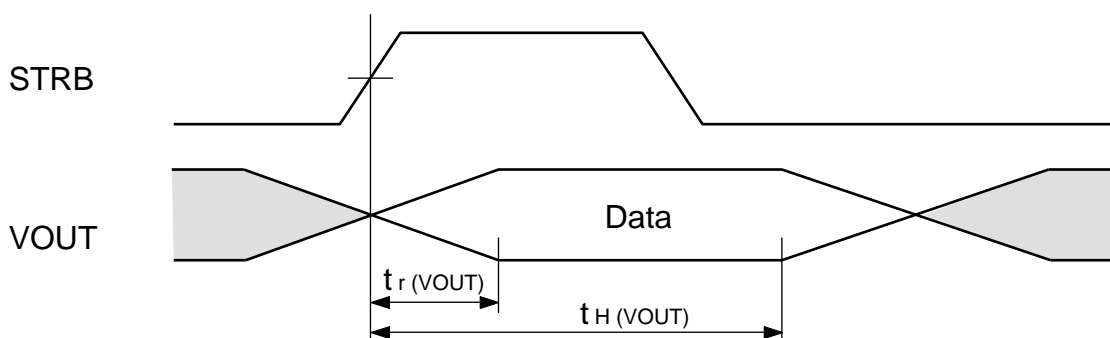 STRB
VOUT
Data
t r (VOUT)
t H (VOUT)